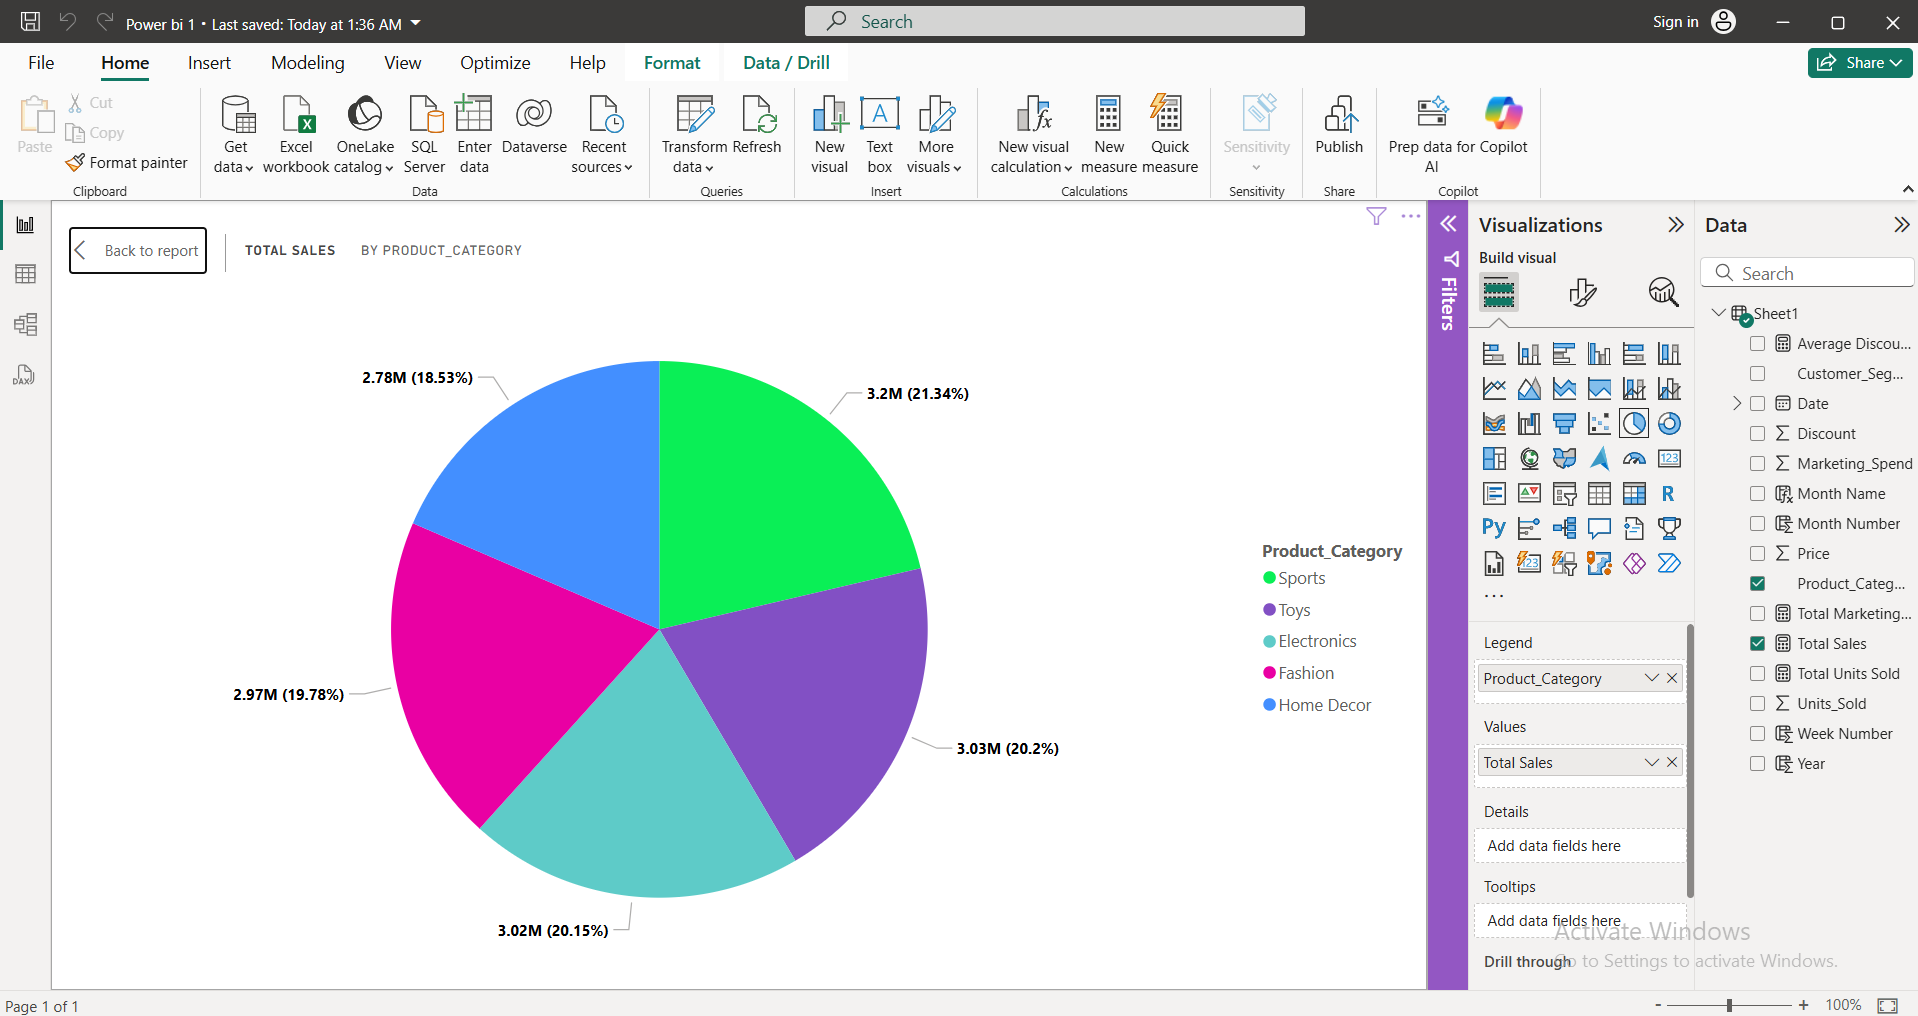 Power bi 1 • Last saved: Today at 1:36 AM
Search
Sign in
File Home Insert Modeling View Optimize Help Format Data / Drill
Share
Paste
Cut
Copy
Format painter
Clipboard
Get data
Excel workbook
OneLake catalog
SQL Server
Enter data
Dataverse
Recent sources
Data
Transform data
Refresh
Queries
New visual
Text box
More visuals
Insert
New visual calculation
New measure
Quick measure
Calculations
Sensitivity
Sensitivity
Publish
Share
Prep data for AI
Copilot
Copilot
Back to report
TOTAL SALES BY PRODUCT_CATEGORY
2.78M (18.53%)
3.2M (21.34%)
2.97M (19.78%)
3.03M (20.2%)
3.02M (20.15%)
Product_Category
Sports
Toys
Electronics
Fashion
Home Decor
Filters
Visualizations
Build visual
123
R
Py
123
...
Legend
Product_Category
Values
Total Sales
Details
Add data fields here
Tooltips
Add data fields here
Drill through
Data
Search
Sheet1
Average Discou...
Customer_Seg...
Date
Discount
Marketing_Spend
Month Name
Month Number
Price
Product_Categ...
Total Marketing...
Total Sales
Total Units Sold
Units_Sold
Week Number
Year
Activate Windows
Go to Settings to activate Windows.
DAX
Page 1 of 1
- + 100%